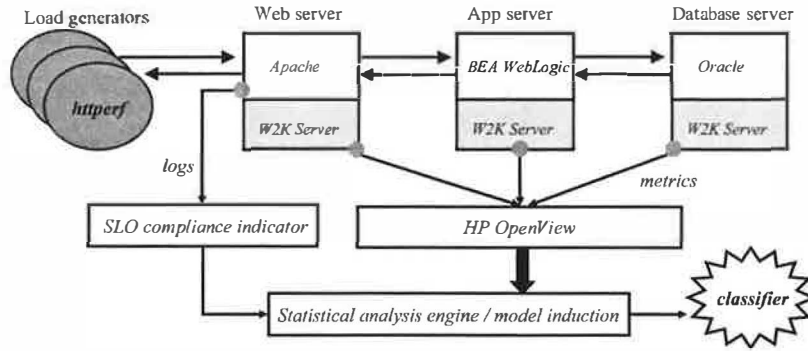 Load generators
Web server
App server
Database server
Apache
BEA WebLogic
Oracle
httperf
W2K Server
W2K Server
W2K Server
logs
metrics
SLO compliance indicator
HP OpenView
classifier
Statistical analysis engine / model induction